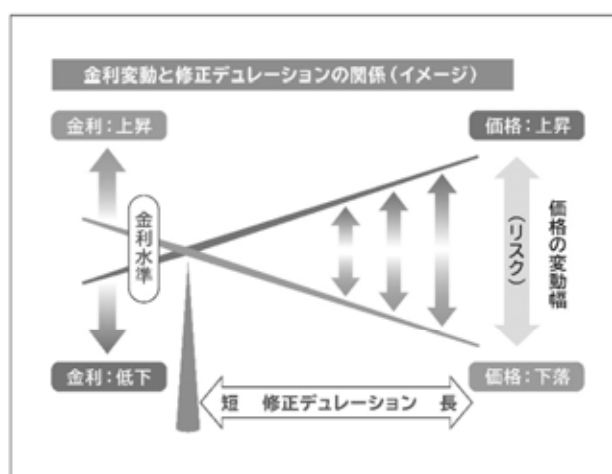 金利変動と修正デュレーションの関係（イメージ）
金利：上昇
価格：上昇
金利水準
価格の変動幅
（リスク）
金利：低下
価格：下落
短 修正デュレーション 長